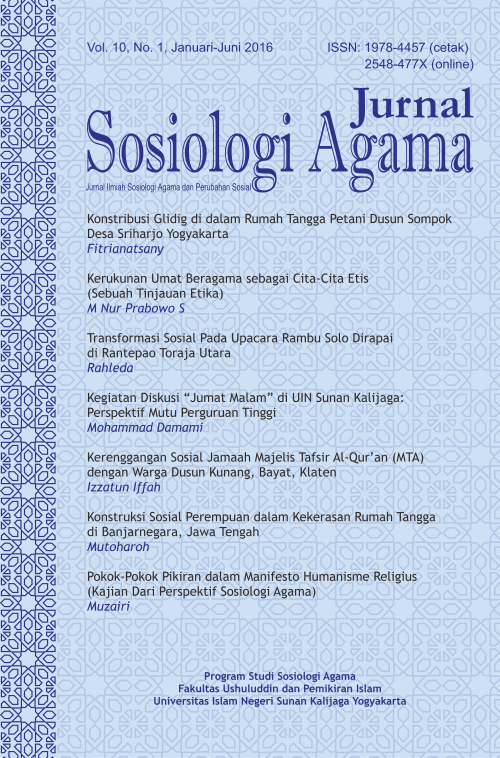 Vol. 10, No. 1, Januari-Juni 2016
ISSN: 1978-4457 (cetak)
2548-477X (online)
Jurnal
Sosiologi Agama
Jurnal Ilmiah Sosiologi Agama dan Perubahan Sosial
Konstribusi Glidig di dalam Rumah Tangga Petani Dusun Sompok
Desa Sriharjo Yogyakarta
Fitrianatsany
Kerukunan Umat Beragama sebagai Cita-Cita Etis
(Sebuah Tinjauan Etika)
M Nur Prabowo S
Transformasi Sosial Pada Upacara Rambu Solo Dirapai
di Rantepao Toraja Utara
Rahleda
Kegiatan Diskusi “Jumat Malam” di UIN Sunan Kalijaga:
Perspektif Mutu Perguruan Tinggi
Mohammad Damami
Kerenggangan Sosial Jamaah Majelis Tafsir Al-Qur’an (MTA)
dengan Warga Dusun Kunang, Bayat, Klaten
Izzatun Iffah
Konstruksi Sosial Perempuan dalam Kekerasan Rumah Tangga
di Banjarnegara, Jawa Tengah
Mutoharoh
Pokok-Pokok Pikiran dalam Manifesto Humanisme Religius
(Kajian Dari Perspektif Sosiologi Agama)
Muzairi
Program Studi Sosiologi Agama
Fakultas Ushuluddin dan Pemikiran Islam
Universitas Islam Negeri Sunan Kalijaga Yogyakarta